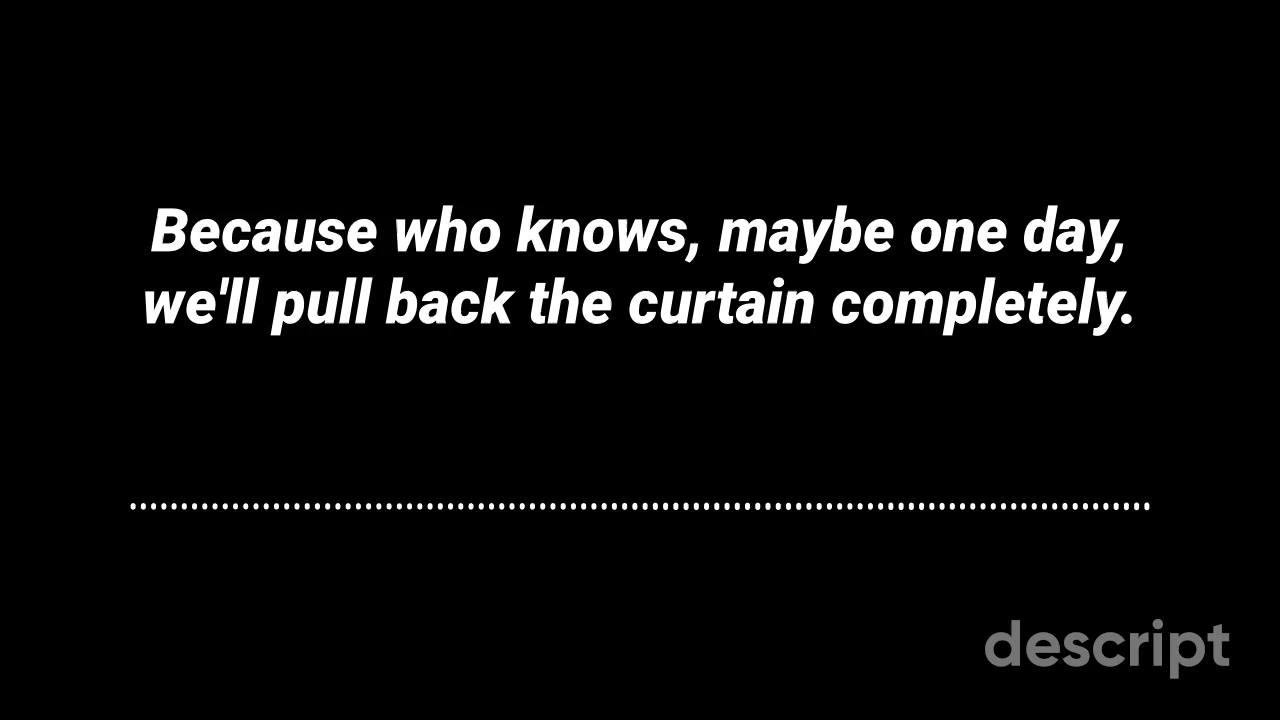 Because who knows, maybe one day,
we'll pull back the curtain completely.
descript